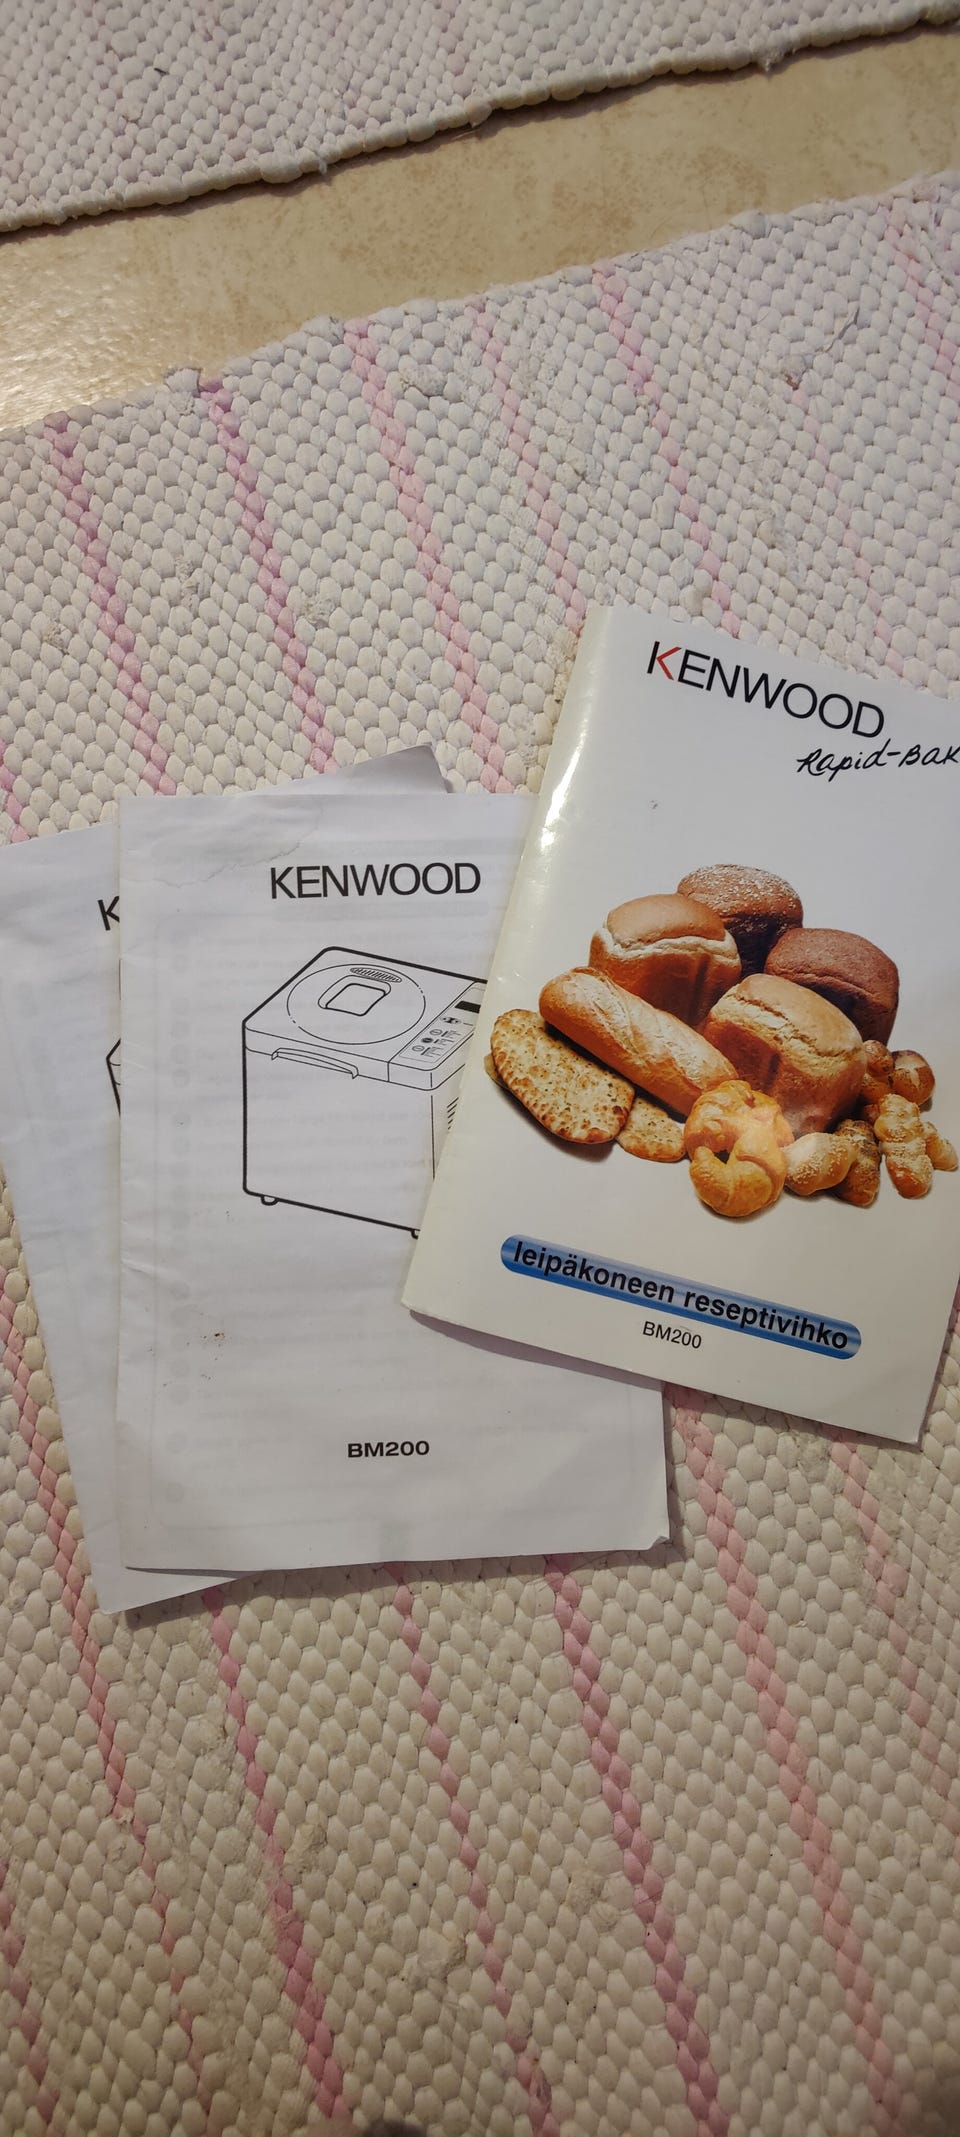 KENWOOD
Rapid-Bak
leipäkoneen reseptivihko
BM200
KENWOOD
BM200
K